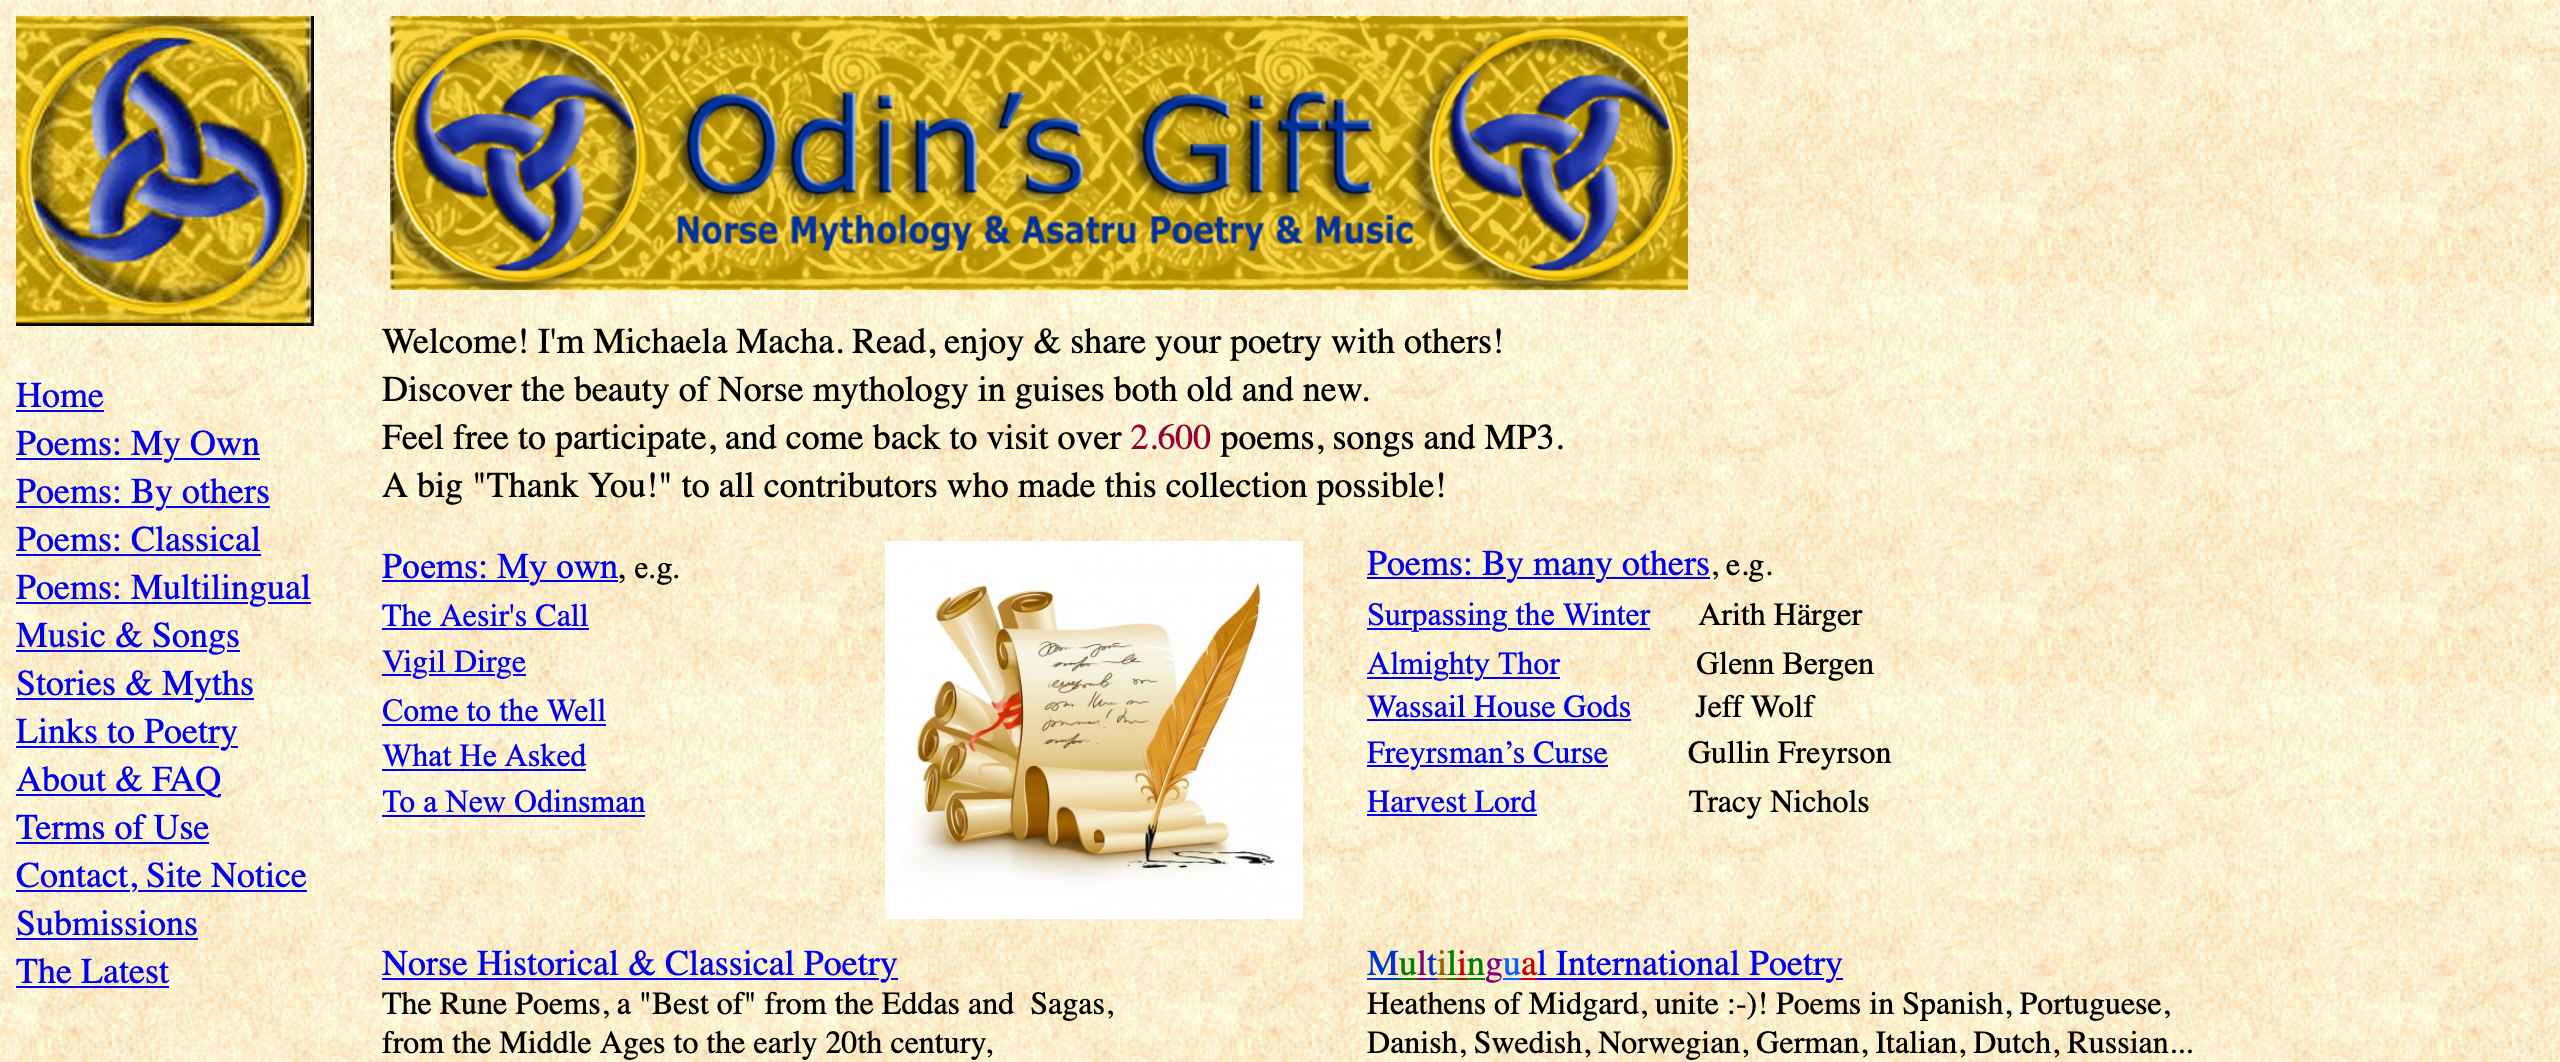 Odin's Gift
Norse Mythology & Asatru Poetry & Music
Home
Poems: My Own
Poems: By others
Poems: Classical
Poems: Multilingual
Music & Songs
Stories & Myths
Links to Poetry
About & FAQ
Terms of Use
Contact, Site Notice
Submissions
The Latest
Welcome! I'm Michaela Macha. Read, enjoy & share your poetry with others!
Discover the beauty of Norse mythology in guises both old and new.
Feel free to participate, and come back to visit over 2.600 poems, songs and MP3.
A big "Thank You!" to all contributors who made this collection possible!
Poems: My own, e.g.
The Aesir's Call
Vigil Dirge
Come to the Well
What He Asked
To a New Odinsman
Poems: By many others, e.g.
Surpassing the Winter Arith Härger
Almighty Thor Glenn Bergen
Wassail House Gods Jeff Wolf
Freyrsman’s Curse Gullin Freyrson
Harvest Lord Tracy Nichols
Norse Historical & Classical Poetry
The Rune Poems, a "Best of" from the Eddas and Sagas,
from the Middle Ages to the early 20th century,
Multilingual International Poetry
Heathens of Midgard, unite :-)! Poems in Spanish, Portuguese,
Danish, Swedish, Norwegian, German, Italian, Dutch, Russian...